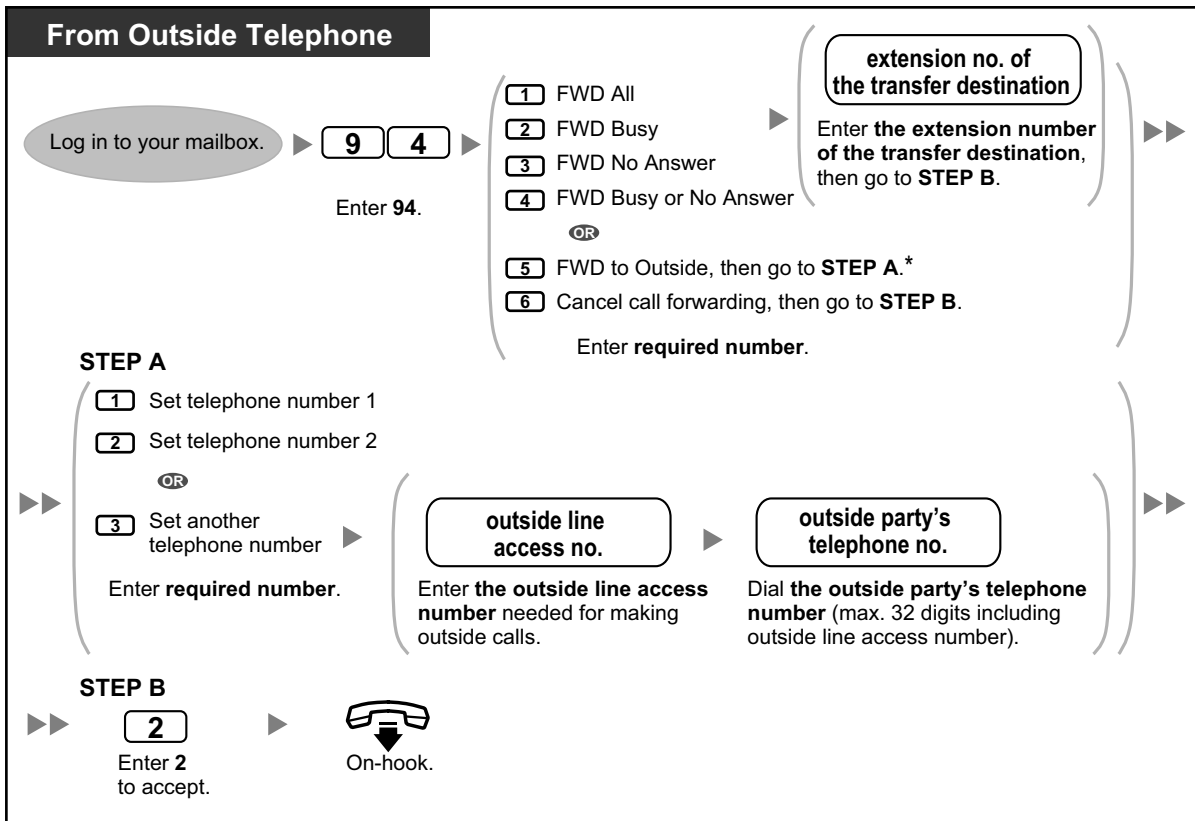 From Outside Telephone
Log in to your mailbox.
9 4
Enter 94.
1 FWD All
2 FWD Busy
3 FWD No Answer
4 FWD Busy or No Answer
OR
5 FWD to Outside, then go to STEP A.*
6 Cancel call forwarding, then go to STEP B.
Enter required number.
extension no. of
the transfer destination
Enter the extension number
of the transfer destination,
then go to STEP B.
STEP A
1 Set telephone number 1
2 Set telephone number 2
OR
3 Set another
telephone number
Enter required number.
outside line
access no.
Enter the outside line access
number needed for making
outside calls.
outside party's
telephone no.
Dial the outside party's telephone
number (max. 32 digits including
outside line access number).
STEP B
2
Enter 2
to accept.
On-hook.